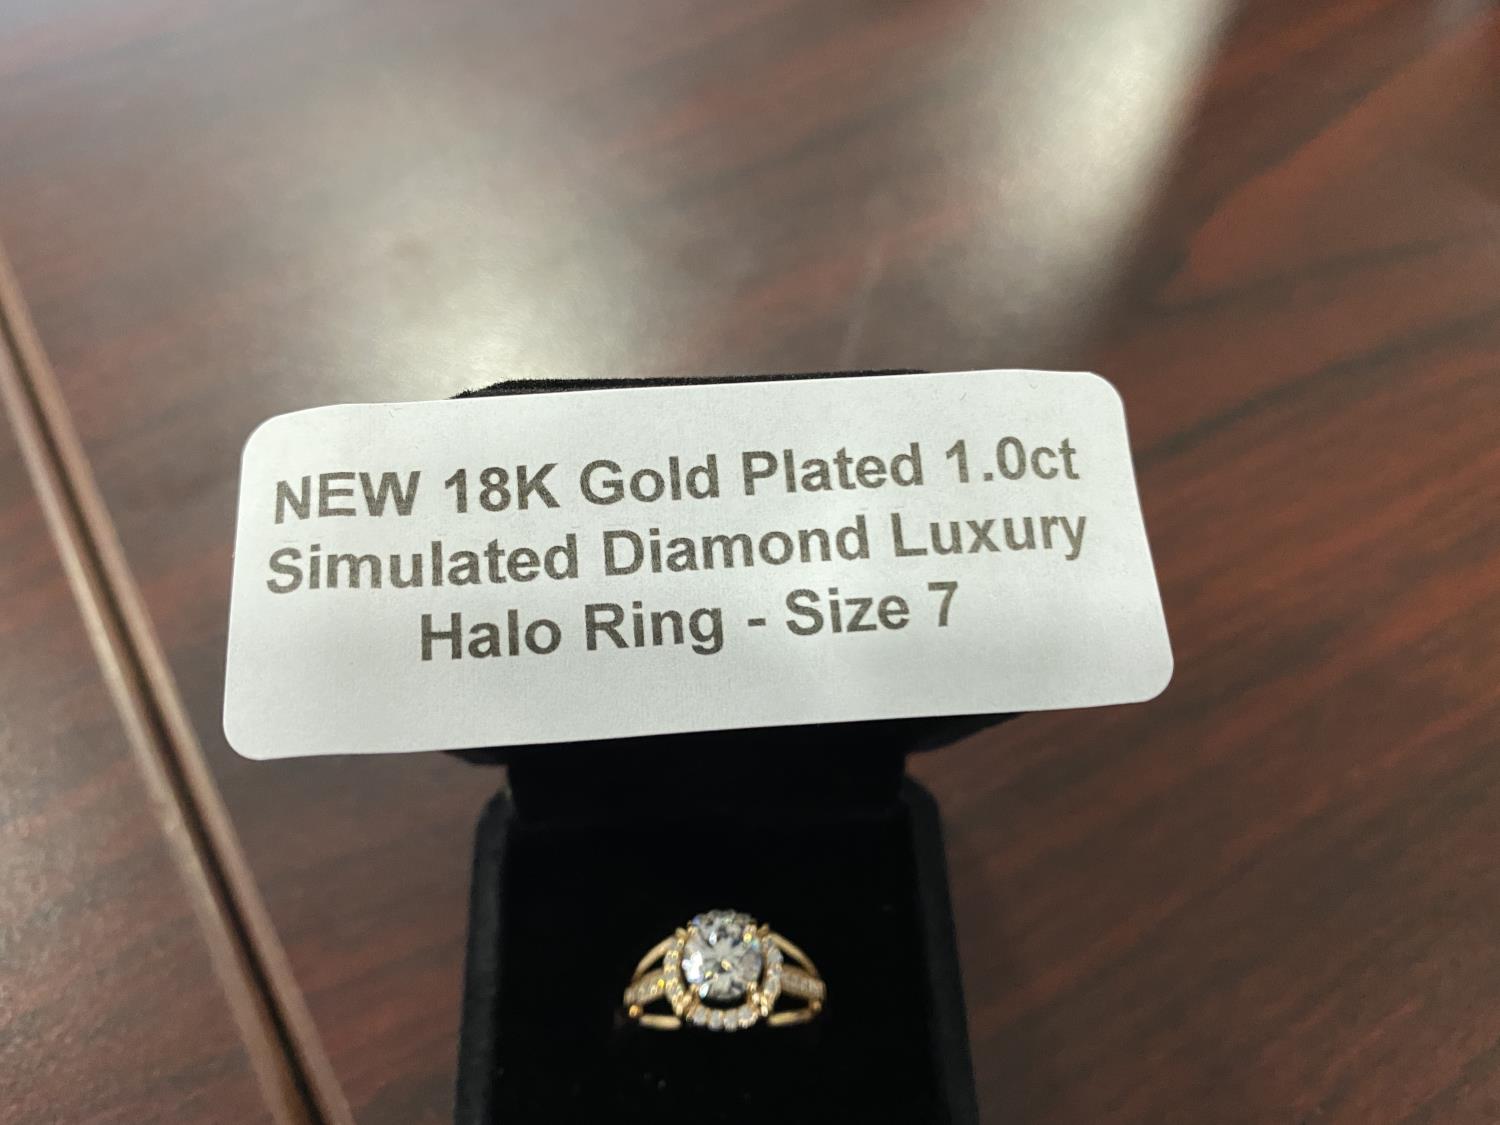 NEW 18K Gold Plated 1.0ct
Simulated Diamond Luxury
Halo Ring - Size 7